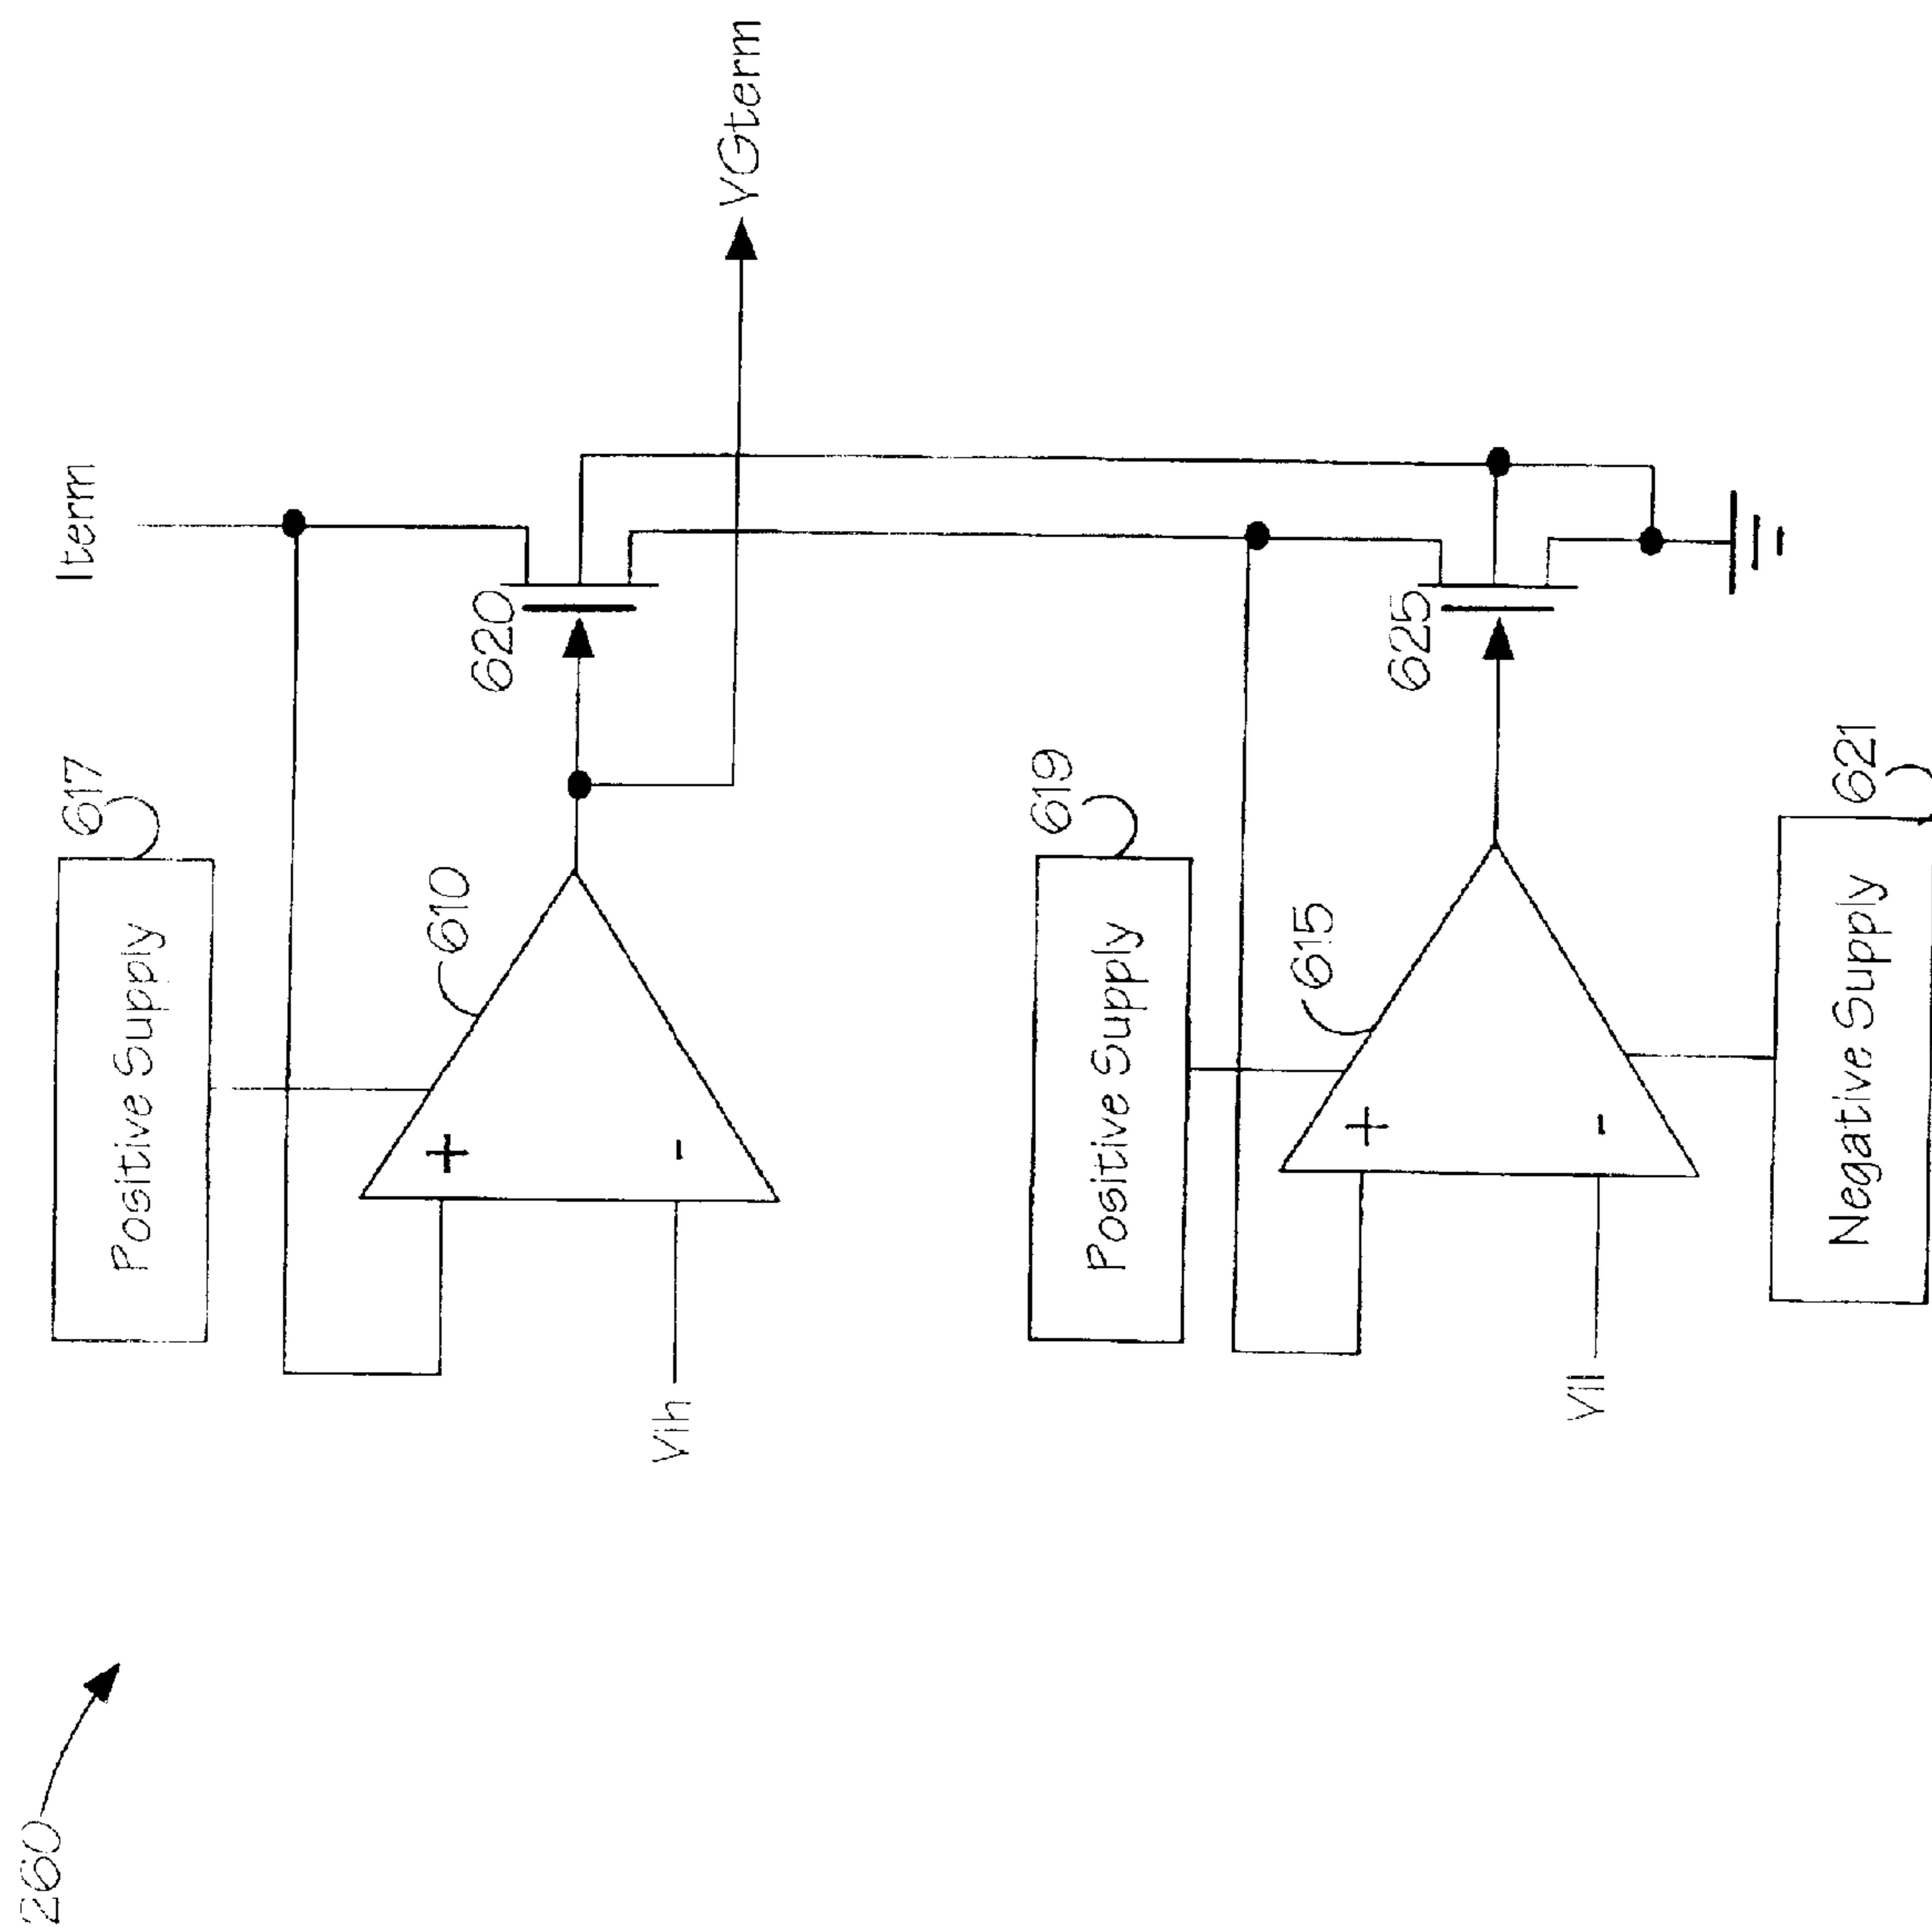 260
Iterm
617
Positive Supply
610
620
+
-
Vih
VGterm
619
Positive Supply
615
625
+
-
Vil
621
Negative Supply